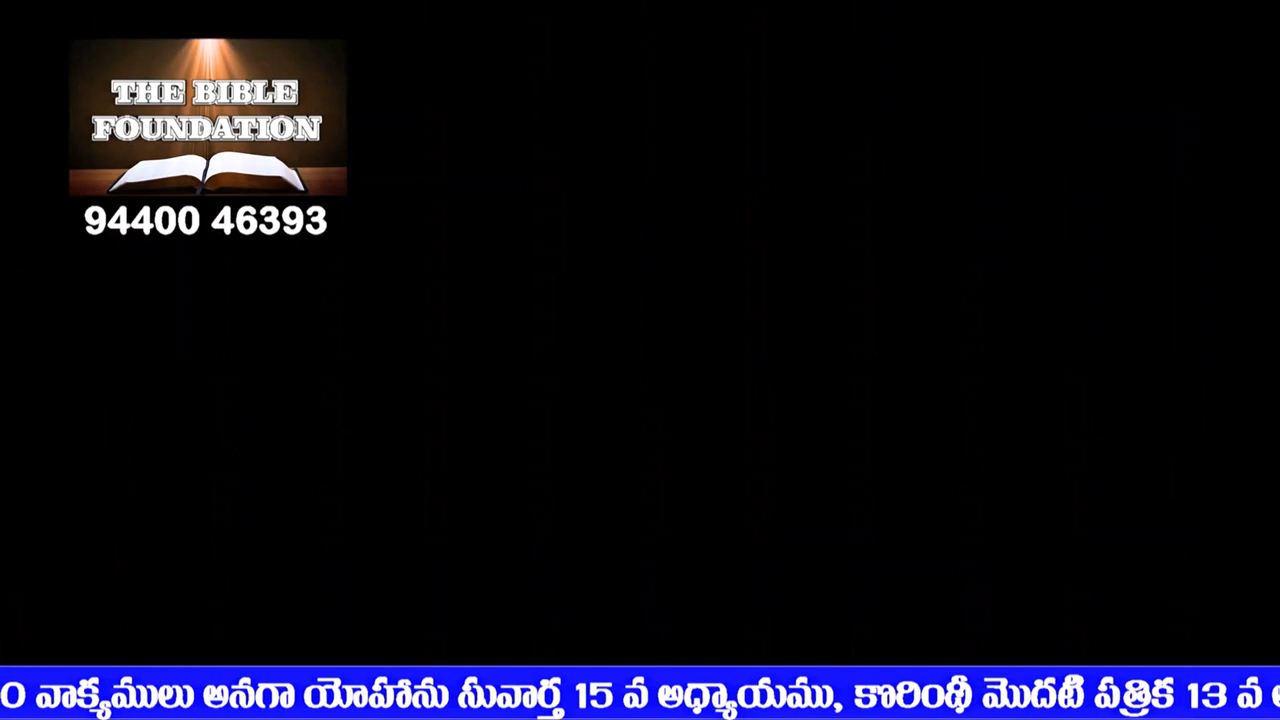 THE BIBLE
FOUNDATION
94400 46393
వాక్యములు అనగా యోహాను సువార్త 15 వ అధ్యాయము, కొరింథీ మొదటి పత్రిక 13 వ